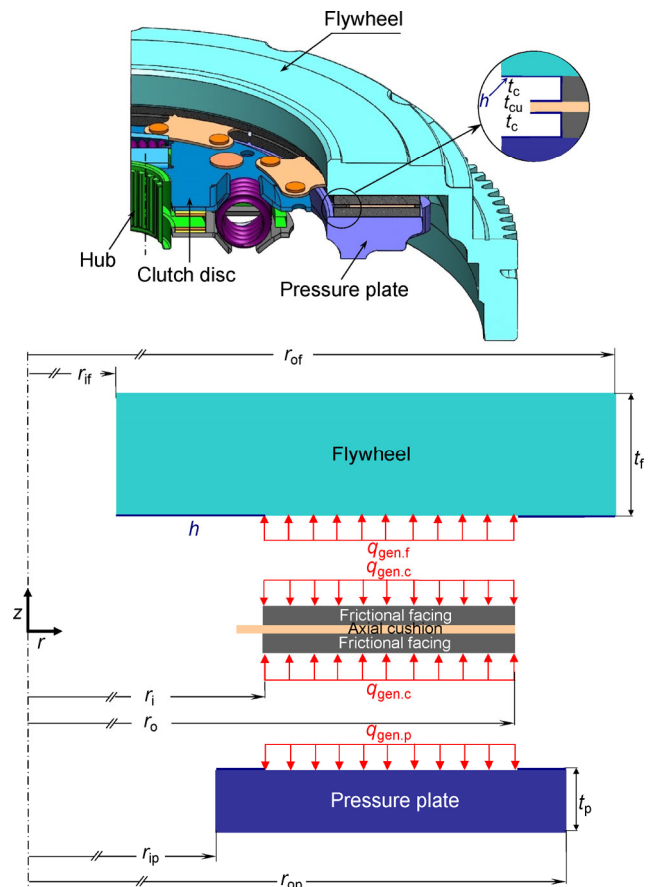 Flywheel
h
t_c
t_cu
t_c
Hub
Clutch disc
Pressure plate
r_of
r_if
Flywheel
t_f
h
q_gen.f
q_gen.c
z
r
Frictional facing
Axial cushion
Frictional facing
r_i
q_gen.c
r_o
q_gen.p
Pressure plate
t_p
r_ip
r_op